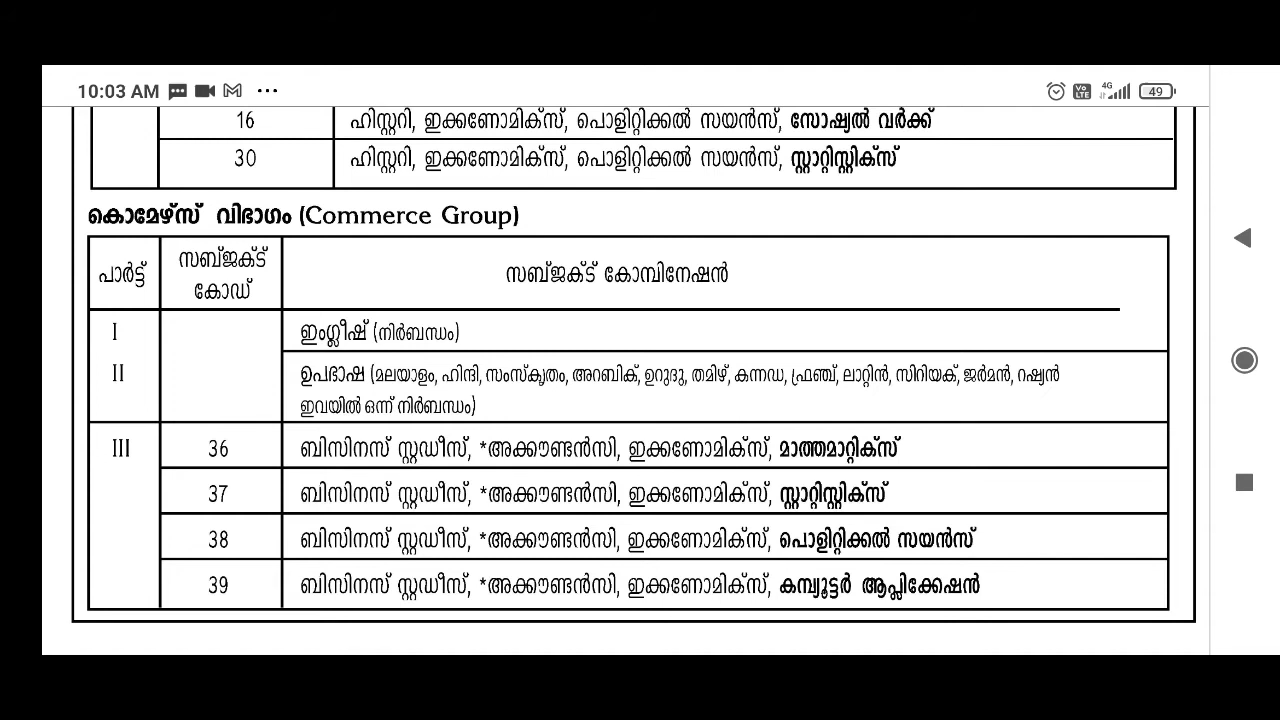 10:03 AM
4G
Vo LTE
49
16 ഹിസ്റ്ററി, ഇക്കണോമിക്സ്, പൊളിറ്റിക്കൽ സയൻസ്, സോഷ്യൽ വർക്ക്
30 ഹിസ്റ്ററി, ഇക്കണോമിക്സ്, പൊളിറ്റിക്കൽ സയൻസ്, സ്റ്റാറ്റിസ്റ്റിക്സ്
കൊമേഴ്സ് വിഭാഗം (Commerce Group)
പാർട്ട്
സബ്ജക്ട്
കോഡ്
സബ്ജക്ട് കോമ്പിനേഷൻ
I ഇംഗ്ലീഷ് (നിർബന്ധം)
II ഉപഭാഷ (മലയാളം, ഹിന്ദി, സംസ്കൃതം, അറബിക്, ഉറുദു, തമിഴ്, കന്നഡ, ഫ്രഞ്ച്, ലാറ്റിൻ, സിറിയക്, ജർമൻ, റഷ്യൻ
ഇവയിൽ ഒന്ന് നിർബന്ധം)
III 36 ബിസിനസ് സ്റ്റഡീസ്, *അക്കൗണ്ടൻസി, ഇക്കണോമിക്സ്, മാത്തമാറ്റിക്സ്
37 ബിസിനസ് സ്റ്റഡീസ്, *അക്കൗണ്ടൻസി, ഇക്കണോമിക്സ്, സ്റ്റാറ്റിസ്റ്റിക്സ്
38 ബിസിനസ് സ്റ്റഡീസ്, *അക്കൗണ്ടൻസി, ഇക്കണോമിക്സ്, പൊളിറ്റിക്കൽ സയൻസ്
39 ബിസിനസ് സ്റ്റഡീസ്, *അക്കൗണ്ടൻസി, ഇക്കണോമിക്സ്, കമ്പ്യൂട്ടർ ആപ്ലിക്കേഷൻ